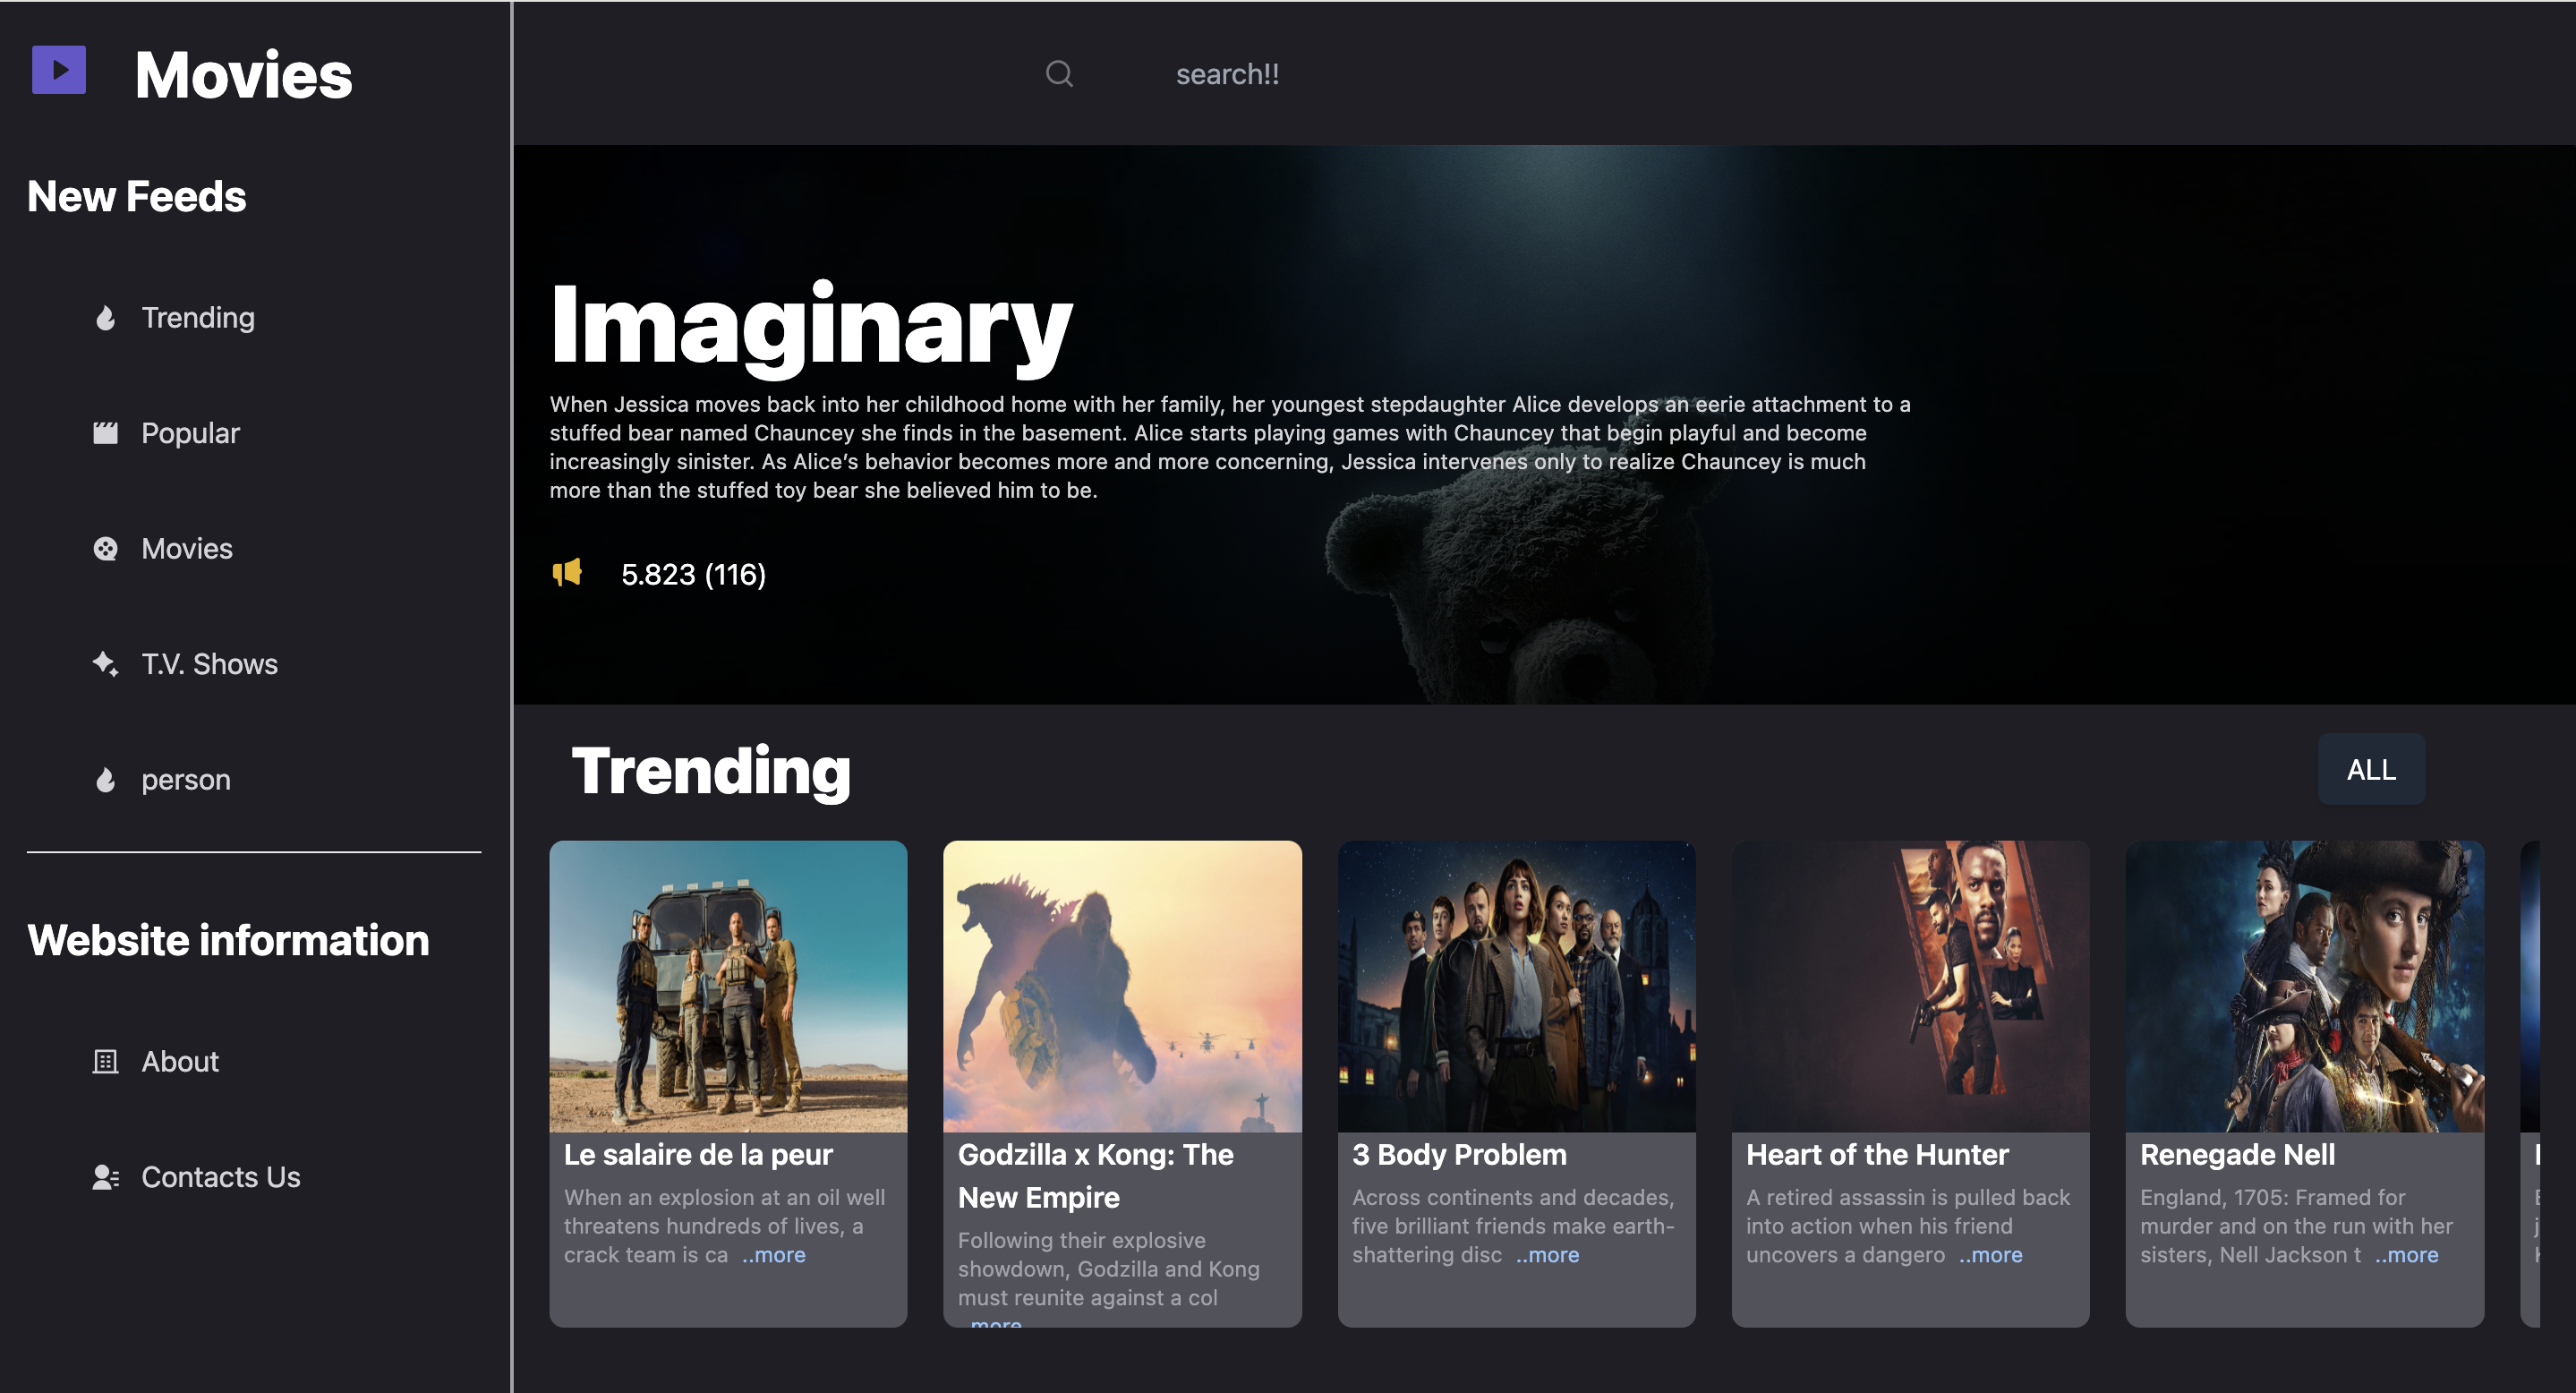 Movies
search!!
New Feeds
Trending
Popular
Movies
T.V. Shows
person
Website information
About
Contacts Us
Imaginary
When Jessica moves back into her childhood home with her family, her youngest stepdaughter Alice develops an eerie attachment to a
stuffed bear named Chauncey she finds in the basement. Alice starts playing games with Chauncey that begin playful and become
increasingly sinister. As Alice’s behavior becomes more and more concerning, Jessica intervenes only to realize Chauncey is much
more than the stuffed toy bear she believed him to be.
5.823 (116)
Trending
ALL
Le salaire de la peur
When an explosion at an oil well
threatens hundreds of lives, a
crack team is ca ..more
Godzilla x Kong: The
New Empire
Following their explosive
showdown, Godzilla and Kong
must reunite against a col
..more
3 Body Problem
Across continents and decades,
five brilliant friends make earth-
shattering disc ..more
Heart of the Hunter
A retired assassin is pulled back
into action when his friend
uncovers a dangero ..more
Renegade Nell
England, 1705: Framed for
murder and on the run with her
sisters, Nell Jackson t ..more